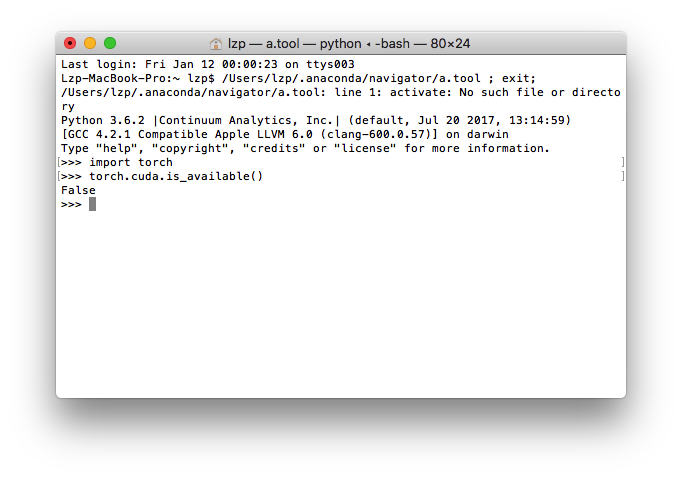 lzp — a.tool — python ◂ -bash — 80×24
Last login: Fri Jan 12 00:00:23 on ttys003
Lzp-MacBook-Pro:~ lzp$ /Users/lzp/.anaconda/navigator/a.tool ; exit;
/Users/lzp/.anaconda/navigator/a.tool: line 1: activate: No such file or directo
ry
Python 3.6.2 |Continuum Analytics, Inc.| (default, Jul 20 2017, 13:14:59)
[GCC 4.2.1 Compatible Apple LLVM 6.0 (clang-600.0.57)] on darwin
Type "help", "copyright", "credits" or "license" for more information.
[>>> import torch ]
[>>> torch.cuda.is_available() ]
False
>>>